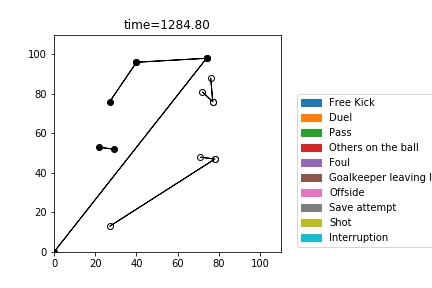 time=1284.80
100
80
60
40
20
0
0 20 40 60 80 100
Free Kick
Duel
Pass
Others on the ball
Foul
Goalkeeper leaving l
Offside
Save attempt
Shot
Interruption